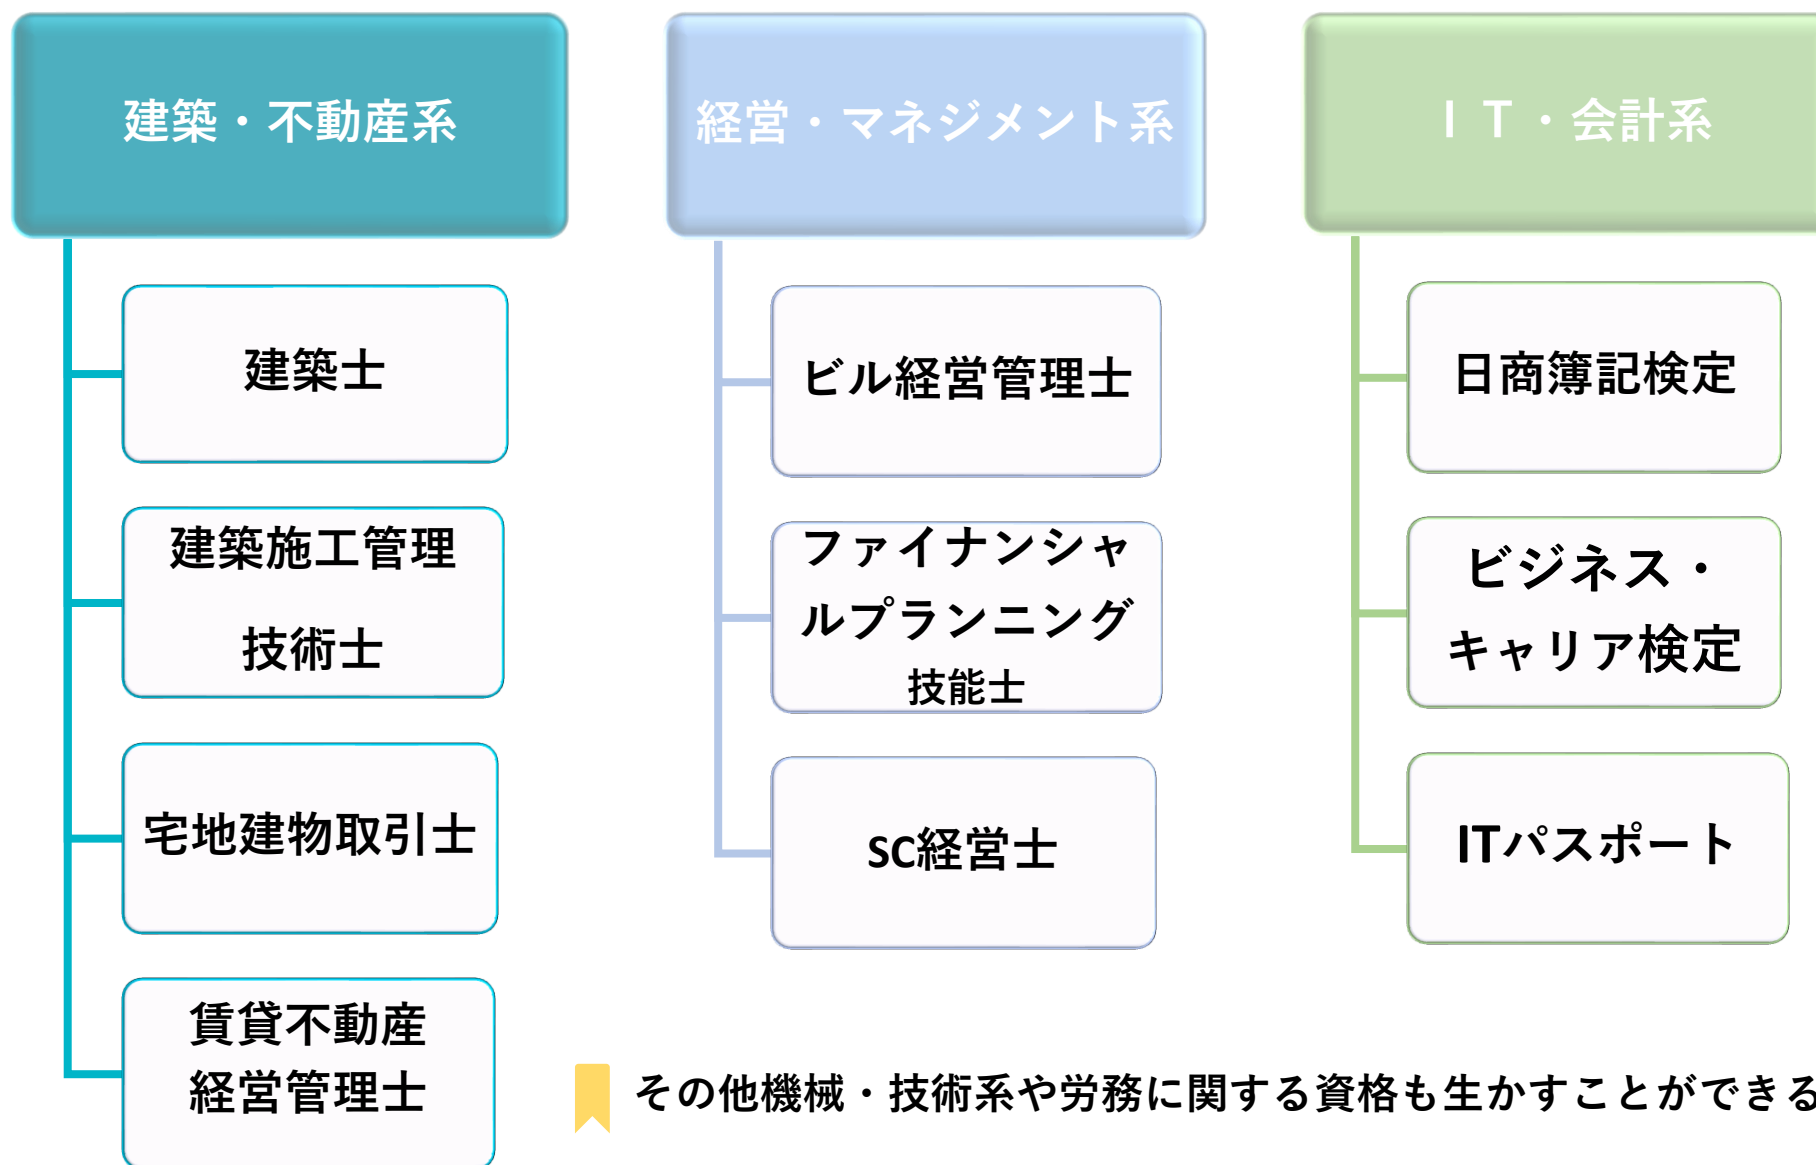 建築・不動産系
建築士
建築施工管理
技術士
宅地建物取引士
賃貸不動産
経営管理士
経営・マネジメント系
ビル経営管理士
ファイナンシャ
ルプランニング
技能士
SC経営士
ＩＴ・会計系
日商簿記検定
ビジネス・
キャリア検定
ITパスポート
その他機械・技術系や労務に関する資格も生かすことができる